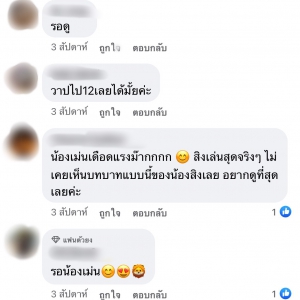 รอดู
3 สัปดาห์ ถูกใจ ตอบกลับ
วาปไป12เลยได้มั้ยค่ะ
3 สัปดาห์ ถูกใจ ตอบกลับ
น้องเม่นเดือดแรงม๊ากกกก 😊 สิงเล่นสุดจริงๆ ไม่
เคยเห็นบทบาทแบบนี้ของน้องสิงเลย อยากดูที่สุด
เลยค่ะ
3 สัปดาห์ ถูกใจ ตอบกลับ 1
แฟนตัวยง
รอน้องเม่น😊😍🦁
3 สัปดาห์ ถูกใจ ตอบกลับ 1